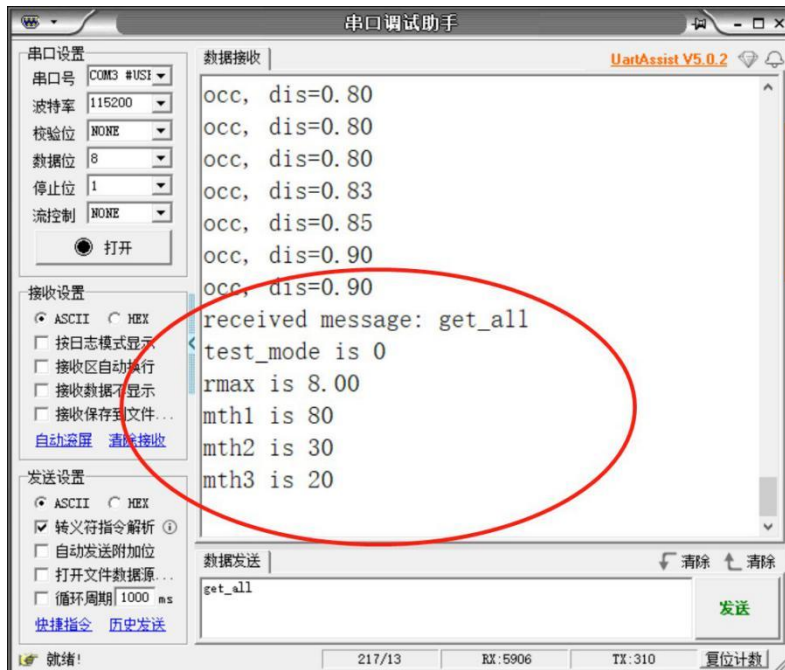 串口调试助手
串口设置
串口号 COM3 #USI
波特率 115200
校验位 NONE
数据位 8
停止位 1
流控制 NONE
打开
接收设置
ASCII HEX
按日志模式显示
接收区自动换行
接收数据不显示
接收保存到文件...
自动滚屏 清除接收
发送设置
ASCII HEX
转义符指令解析
自动发送附加位
打开文件数据源...
循环周期 1000 ms
快捷指令 历史发送
数据接收 UartAssist V5.0.2
occ, dis=0.80
occ, dis=0.80
occ, dis=0.80
occ, dis=0.83
occ, dis=0.85
occ, dis=0.90
occ, dis=0.90
received message: get_all
test_mode is 0
rmax is 8.00
mth1 is 80
mth2 is 30
mth3 is 20
数据发送 清除 清除
get_all
发送
就绪! 217/13 RX:5906 TX:310 复位计数